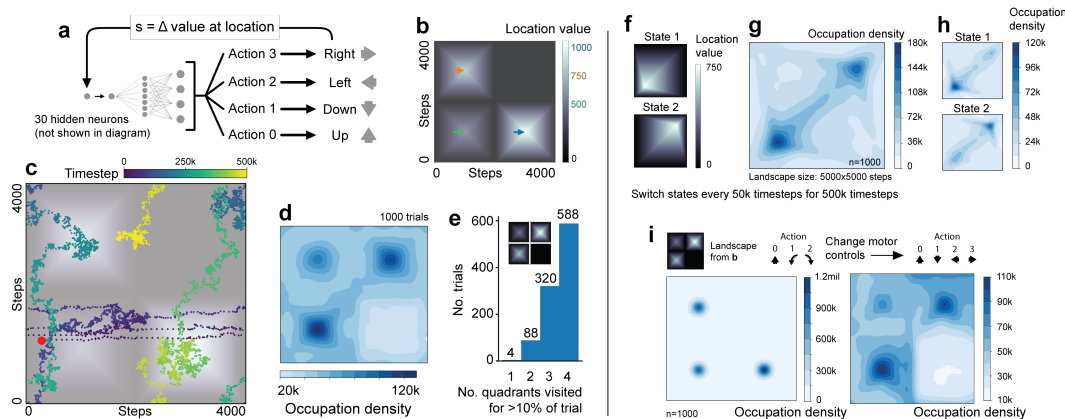 a
s = Δ value at location
Action 3
Right
Action 2
Left
Action 1
Down
Action 0
Up
30 hidden neurons
(not shown in diagram)
b
Location value
4000
Steps
0
0
Steps
4000
1000
750
500
0
c
Timestep
0
250k
500k
4000
Steps
0
0
Steps
4000
d
1000 trials
20k
120k
Occupation density
e
600
400
200
0
No. trials
4
88
320
588
1
2
3
4
No. quadrants visited
for >10% of trial
f
State 1
State 2
Location
value
750
0
g
Occupation density
180k
144k
108k
72k
36k
0
n=1000
Landscape size: 5000x5000 steps
h
State 1
State 2
Occupation
density
120k
96k
72k
48k
24k
0
Switch states every 50k timesteps for 500k timesteps
i
Landscape
from b
Action
0 1 2
Change motor
controls
Action
0 1 2 3
1.2mil
900k
600k
300k
0
n=1000
Occupation density
110k
90k
70k
50k
30k
10k
Occupation density